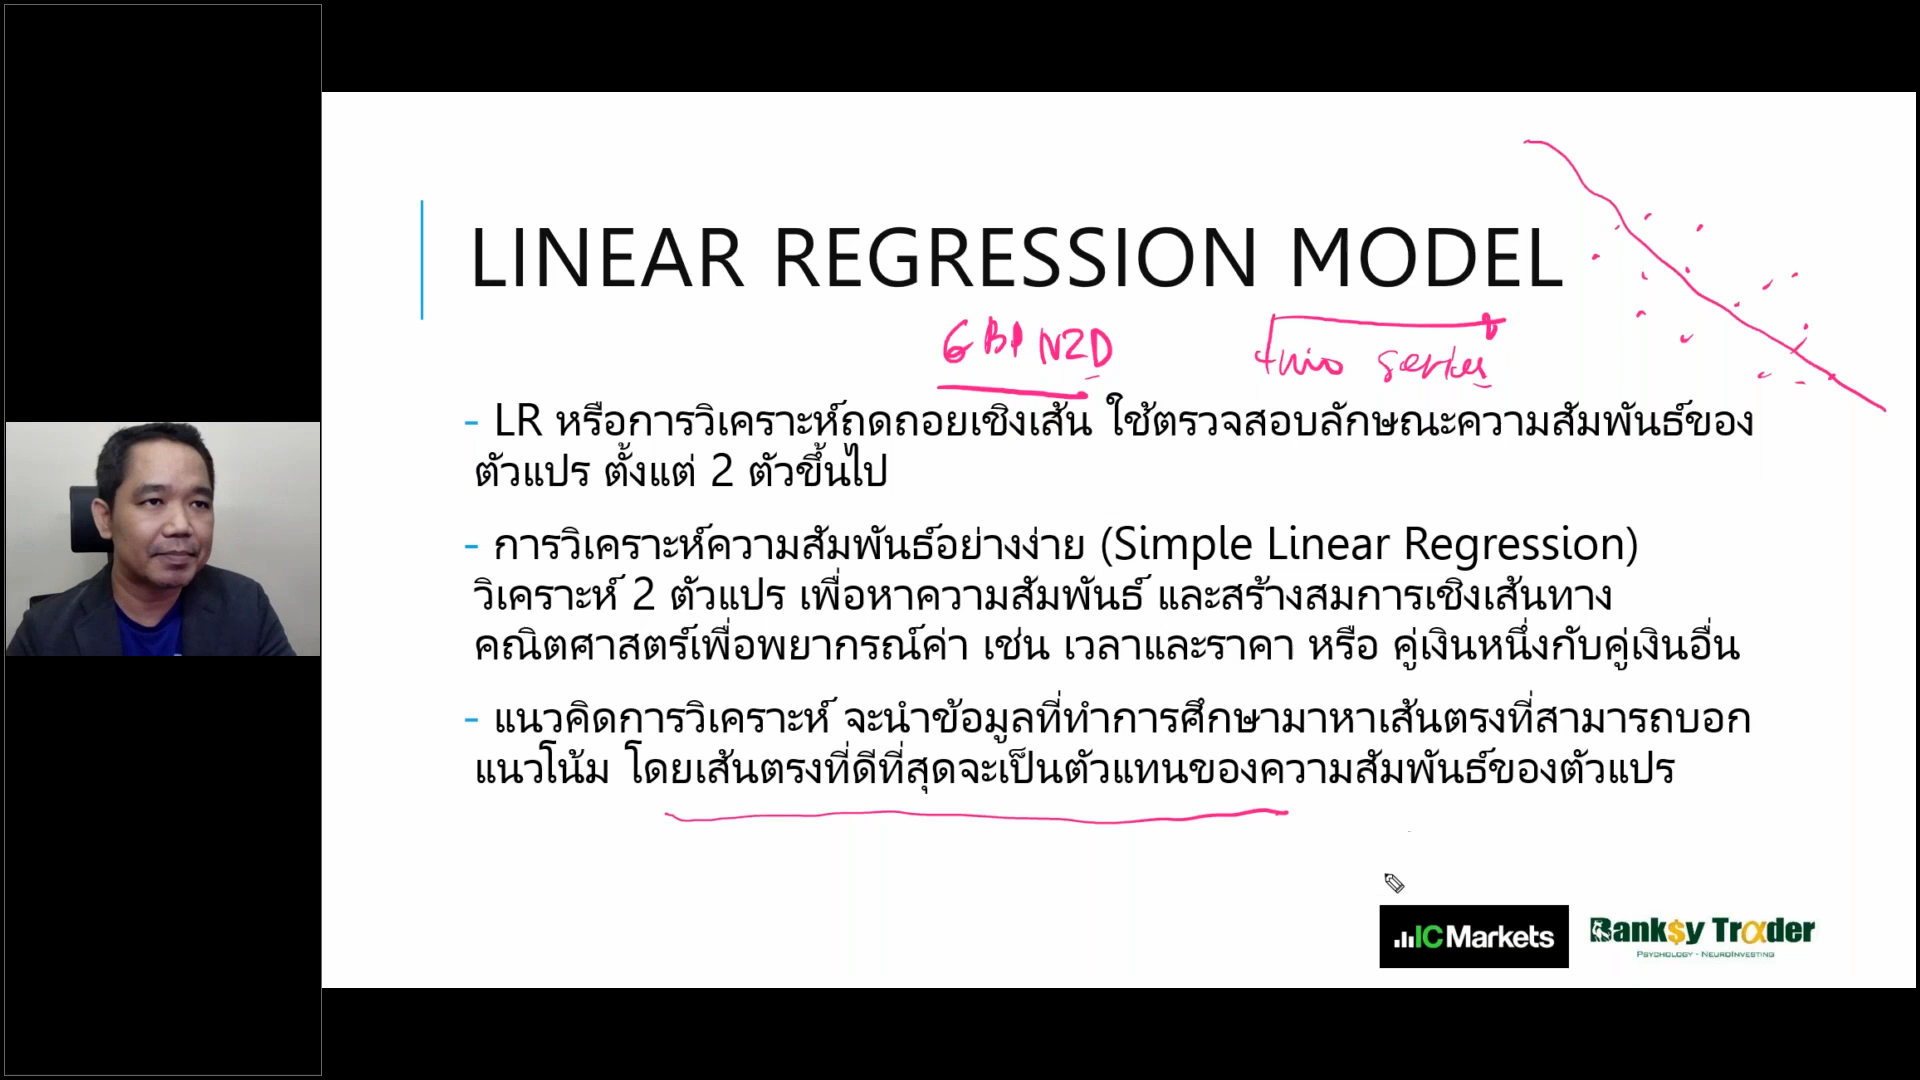 LINEAR REGRESSION MODEL
GBP NZD
- LR หรือการวิเคราะห์ถดถอยเชิงเส้น ใช้ตรวจสอบลักษณะความสัมพันธ์ของ
ตัวแปร ตั้งแต่ 2 ตัวขึ้นไป
- การวิเคราะห์ความสัมพันธ์อย่างง่าย (Simple Linear Regression)
วิเคราะห์ 2 ตัวแปร เพื่อหาความสัมพันธ์ และสร้างสมการเชิงเส้นทาง
คณิตศาสตร์เพื่อพยากรณ์ค่า เช่น เวลาและราคา หรือ คู่เงินหนึ่งกับคู่เงินอื่น
- แนวคิดการวิเคราะห์ จะนำข้อมูลที่ทำการศึกษามาหาเส้นตรงที่สามารถบอก
แนวโน้ม โดยเส้นตรงที่ดีที่สุดจะเป็นตัวแทนของความสัมพันธ์ของตัวแปร
IC Markets
Bank$y Trader
PSYCHOLOGY - NEUROINVESTING